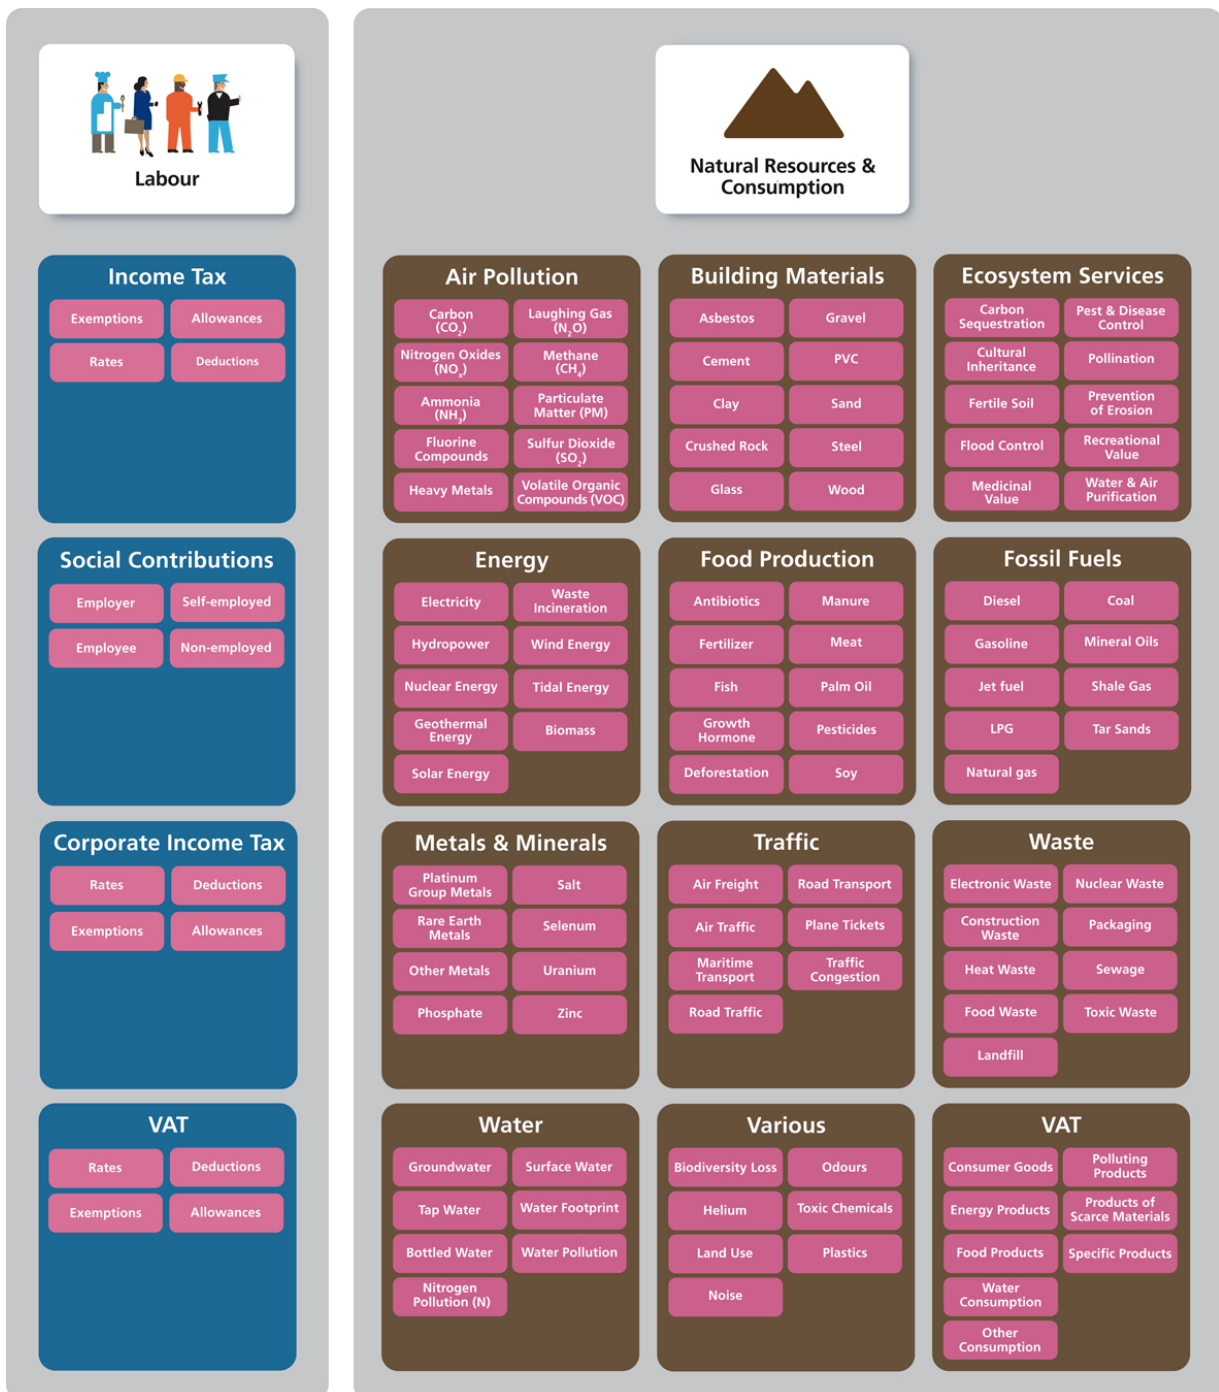 Labour
Income Tax
Exemptions
Allowances
Rates
Deductions
Social Contributions
Employer
Self-employed
Employee
Non-employed
Corporate Income Tax
Rates
Deductions
Exemptions
Allowances
VAT
Rates
Deductions
Exemptions
Allowances
Natural Resources &
Consumption
Air Pollution
Carbon
(CO₂)
Laughing Gas
(N₂O)
Nitrogen Oxides
(NOₓ)
Methane
(CH₄)
Ammonia
(NH₃)
Particulate
Matter (PM)
Fluorine
Compounds
Sulfur Dioxide
(SO₂)
Heavy Metals
Volatile Organic
Compounds (VOC)
Building Materials
Asbestos
Gravel
Cement
PVC
Clay
Sand
Crushed Rock
Steel
Glass
Wood
Ecosystem Services
Carbon
Sequestration
Pest & Disease
Control
Cultural
Inheritance
Pollination
Fertile Soil
Prevention
of Erosion
Flood Control
Recreational
Value
Medicinal
Value
Water & Air
Purification
Energy
Electricity
Waste
Incineration
Hydropower
Wind Energy
Nuclear Energy
Tidal Energy
Geothermal
Energy
Biomass
Solar Energy
Food Production
Antibiotics
Manure
Fertilizer
Meat
Fish
Palm Oil
Growth
Hormone
Pesticides
Deforestation
Soy
Fossil Fuels
Diesel
Coal
Gasoline
Mineral Oils
Jet fuel
Shale Gas
LPG
Tar Sands
Natural gas
Metals & Minerals
Platinum
Group Metals
Salt
Rare Earth
Metals
Selenum
Other Metals
Uranium
Phosphate
Zinc
Traffic
Air Freight
Road Transport
Air Traffic
Plane Tickets
Maritime
Transport
Traffic
Congestion
Road Traffic
Waste
Electronic Waste
Nuclear Waste
Construction
Waste
Packaging
Heat Waste
Sewage
Food Waste
Toxic Waste
Landfill
Water
Groundwater
Surface Water
Tap Water
Water Footprint
Bottled Water
Water Pollution
Nitrogen
Pollution (N)
Various
Biodiversity Loss
Odours
Helium
Toxic Chemicals
Land Use
Plastics
Noise
VAT
Consumer Goods
Polluting
Products
Energy Products
Products of
Scarce Materials
Food Products
Specific Products
Water
Consumption
Other
Consumption